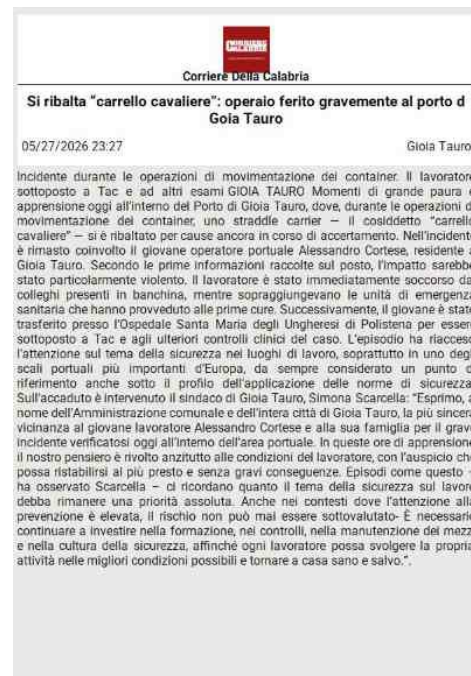 CORRIERE CALABRIA
Corriere Della Calabria
Si ribalta "carrello cavaliere": operaio ferito gravemente al porto d
Goia Tauro
05/27/2026 23:27 Gioia Tauro
Incidente durante le operazioni di movimentazione dei container. Il lavoratore
sottoposto a Tac e ad altri esami GIOIA TAURO Momenti di grande paura e
apprensione oggi all'interno del Porto di Gioia Tauro, dove, durante le operazioni d
movimentazione dei container, uno straddle carrier — il cosiddetto "carrello
cavaliere" — si è ribaltato per cause ancora in corso di accertamento. Nell'incidente
è rimasto coinvolto il giovane operatore portuale Alessandro Cortese, residente a
Gioia Tauro. Secondo le prime informazioni raccolte sul posto, l'impatto sarebbe
stato particolarmente violento. Il lavoratore è stato immediatamente soccorso da
colleghi presenti in banchina, mentre sopraggiungevano le unità di emergenza
sanitaria che hanno provveduto alle prime cure. Successivamente, il giovane è stato
trasferito presso l'Ospedale Santa Maria degli Ungheresi di Polistena per esser
sottoposto a Tac e agli ulteriori controlli clinici del caso. L'episodio ha riacceso
l'attenzione sul tema della sicurezza nei luoghi di lavoro, soprattutto in uno degl
scali portuali più importanti d'Europa, da sempre considerato un punto d
riferimento anche sotto il profilo dell'applicazione delle norme di sicurezza.
Sull'accaduto è intervenuto il sindaco di Gioia Tauro, Simona Scarcella: "Esprimo, a
nome dell'Amministrazione comunale e dell'intera città di Gioia Tauro, la più sincera
vicinanza al giovane lavoratore Alessandro Cortese e alla sua famiglia per il grave
incidente verificatosi oggi all'interno dell'area portuale. In queste ore di apprensione
il nostro pensiero è rivolto anzitutto alle condizioni del lavoratore, con l'auspicio che
possa ristabilirsi al più presto e senza gravi conseguenze. Episodi come questo –
ha osservato Scarcella – ci ricordano quanto il tema della sicurezza sul lavoro
debba rimanere una priorità assoluta. Anche nei contesti dove l'attenzione alla
prevenzione è elevata, il rischio non può mai essere sottovalutato- È necessario
continuare a investire nella formazione, nei controlli, nella manutenzione dei mezz
e nella cultura della sicurezza, affinché ogni lavoratore possa svolgere la propria
attività nelle migliori condizioni possibili e tornare a casa sano e salvo.".